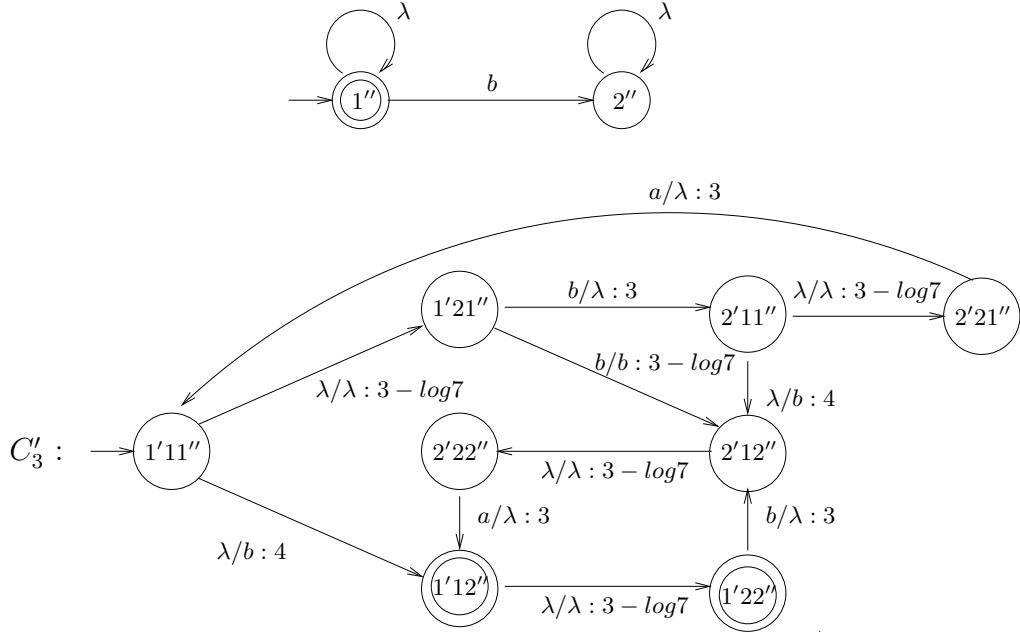 λ
λ
1''
b
2''
a/λ : 3
1'21''
b/λ : 3
2'11''
λ/λ : 3 − log7
2'21''
b/b : 3 − log7
λ/λ : 3 − log7
λ/b : 4
C'₃ :
1'11''
2'22''
λ/λ : 3 − log7
2'12''
a/λ : 3
b/λ : 3
λ/b : 4
1'12''
λ/λ : 3 − log7
1'22''